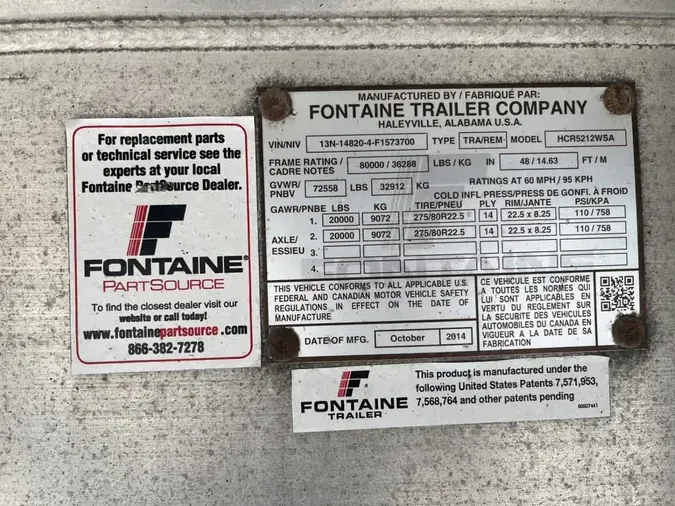 For replacement parts
or technical service see the
experts at your local
Fontaine PartSource Dealer.
FONTAINE®
PARTSOURCE
To find the closest dealer visit our
website or call today!
www.fontainepartsource.com
866-382-7278
MANUFACTURED BY / FABRIQUÉ PAR:
FONTAINE TRAILER COMPANY
HALEYVILLE, ALABAMA U.S.A.
VIN/NIV 13N-14820-4-F1573700 TYPE TRA/REM MODEL HCR5212WSA
FRAME RATING / CADRE NOTES 80000 / 36288 LBS / KG IN 48 / 14.63 FT / M
GVWR/ PNBV 72558 LBS 32912 KG RATINGS AT 60 MPH / 95 KPH
COLD INFL PRESS/PRESS DE GONFL. À FROID
GAWR/PNBE LBS KG TIRE/PNEU PLY RIM/JANTE PSI/KPA
AXLE/ ESSIEU
1. 20000 9072 275/80R22.5 14 22.5 x 8.25 110 / 758
2. 20000 9072 275/80R22.5 14 22.5 x 8.25 110 / 758
3.
4.
THIS VEHICLE CONFORMS TO ALL APPLICABLE U.S.
FEDERAL AND CANADIAN MOTOR VEHICLE SAFETY
REGULATIONS IN EFFECT ON THE DATE OF
MANUFACTURE
DATE OF MFG. October 2014
CE VEHICULE EST CONFORME
A TOUTES LES NORMES QUI
LUI SONT APPLICABLES EN
VERTU DU REGLEMENT SUR
LA SECURITE DES VEHICULES
AUTOMOBILES DU CANADA EN
VIGUEUR A LA DATE DE SA
FABRICATION
FONTAINE
TRAILER
This product is manufactured under the
following United States Patents 7,571,953,
7,568,764 and other patents pending